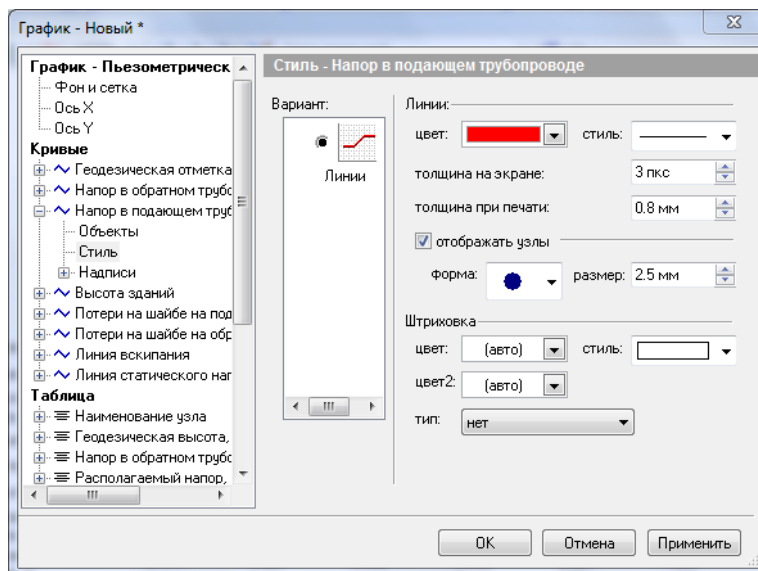 График - Новый *
График - Пьезометрическ
Фон и сетка
Ось X
Ось Y
Кривые
Геодезическая отметка
Напор в обратном трубо
Напор в подающем труб
Объекты
Стиль
Надписи
Высота зданий
Потери на шайбе на под
Потери на шайбе на обр
Линия вскипания
Линия статического наг
Таблица
Наименование узла
Геодезическая высота,
Напор в обратном трубо
Располагаемый напор,
Стиль - Напор в подающем трубопроводе
Вариант:
Линии
Линии:
цвет: стиль:
толщина на экране: 3 пкс
толщина при печати: 0.8 мм
отображать узлы
форма: размер: 2.5 мм
Штриховка
цвет: (авто) стиль:
цвет2: (авто)
тип: нет
OK Отмена Применить